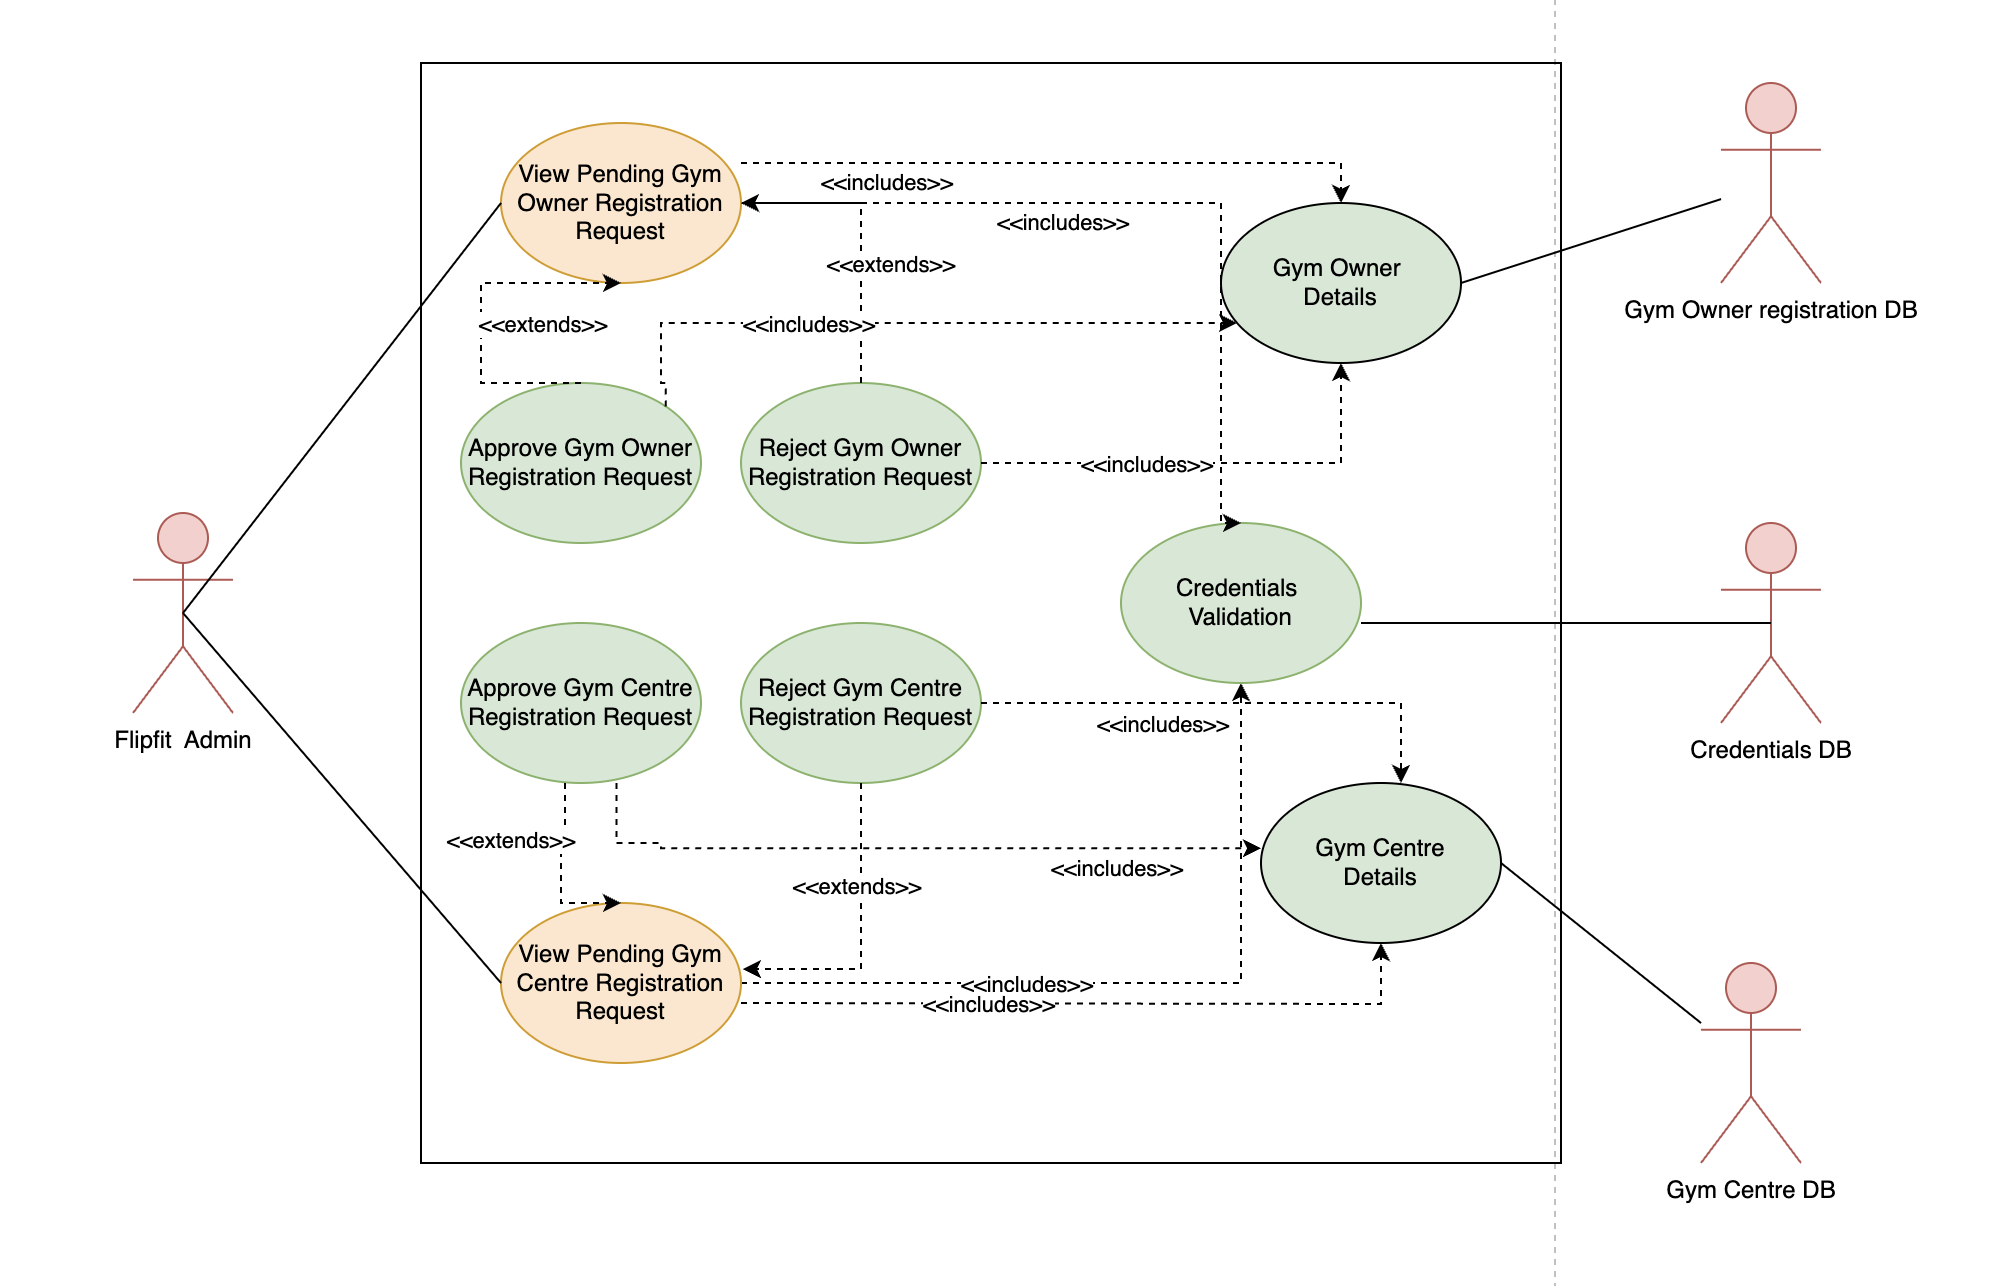 View Pending Gym
Owner Registration
Request
<<includes>>
<<includes>>
<<extends>>
Gym Owner
Details
Gym Owner registration DB
<<extends>>
<<includes>>
Approve Gym Owner
Registration Request
Reject Gym Owner
Registration Request
<<includes>>
Credentials
Validation
Flipfit  Admin
Credentials DB
Approve Gym Centre
Registration Request
Reject Gym Centre
Registration Request
<<includes>>
<<extends>>
<<includes>>
<<extends>>
Gym Centre
Details
View Pending Gym
Centre Registration
Request
<<includes>>
<<includes>>
Gym Centre DB